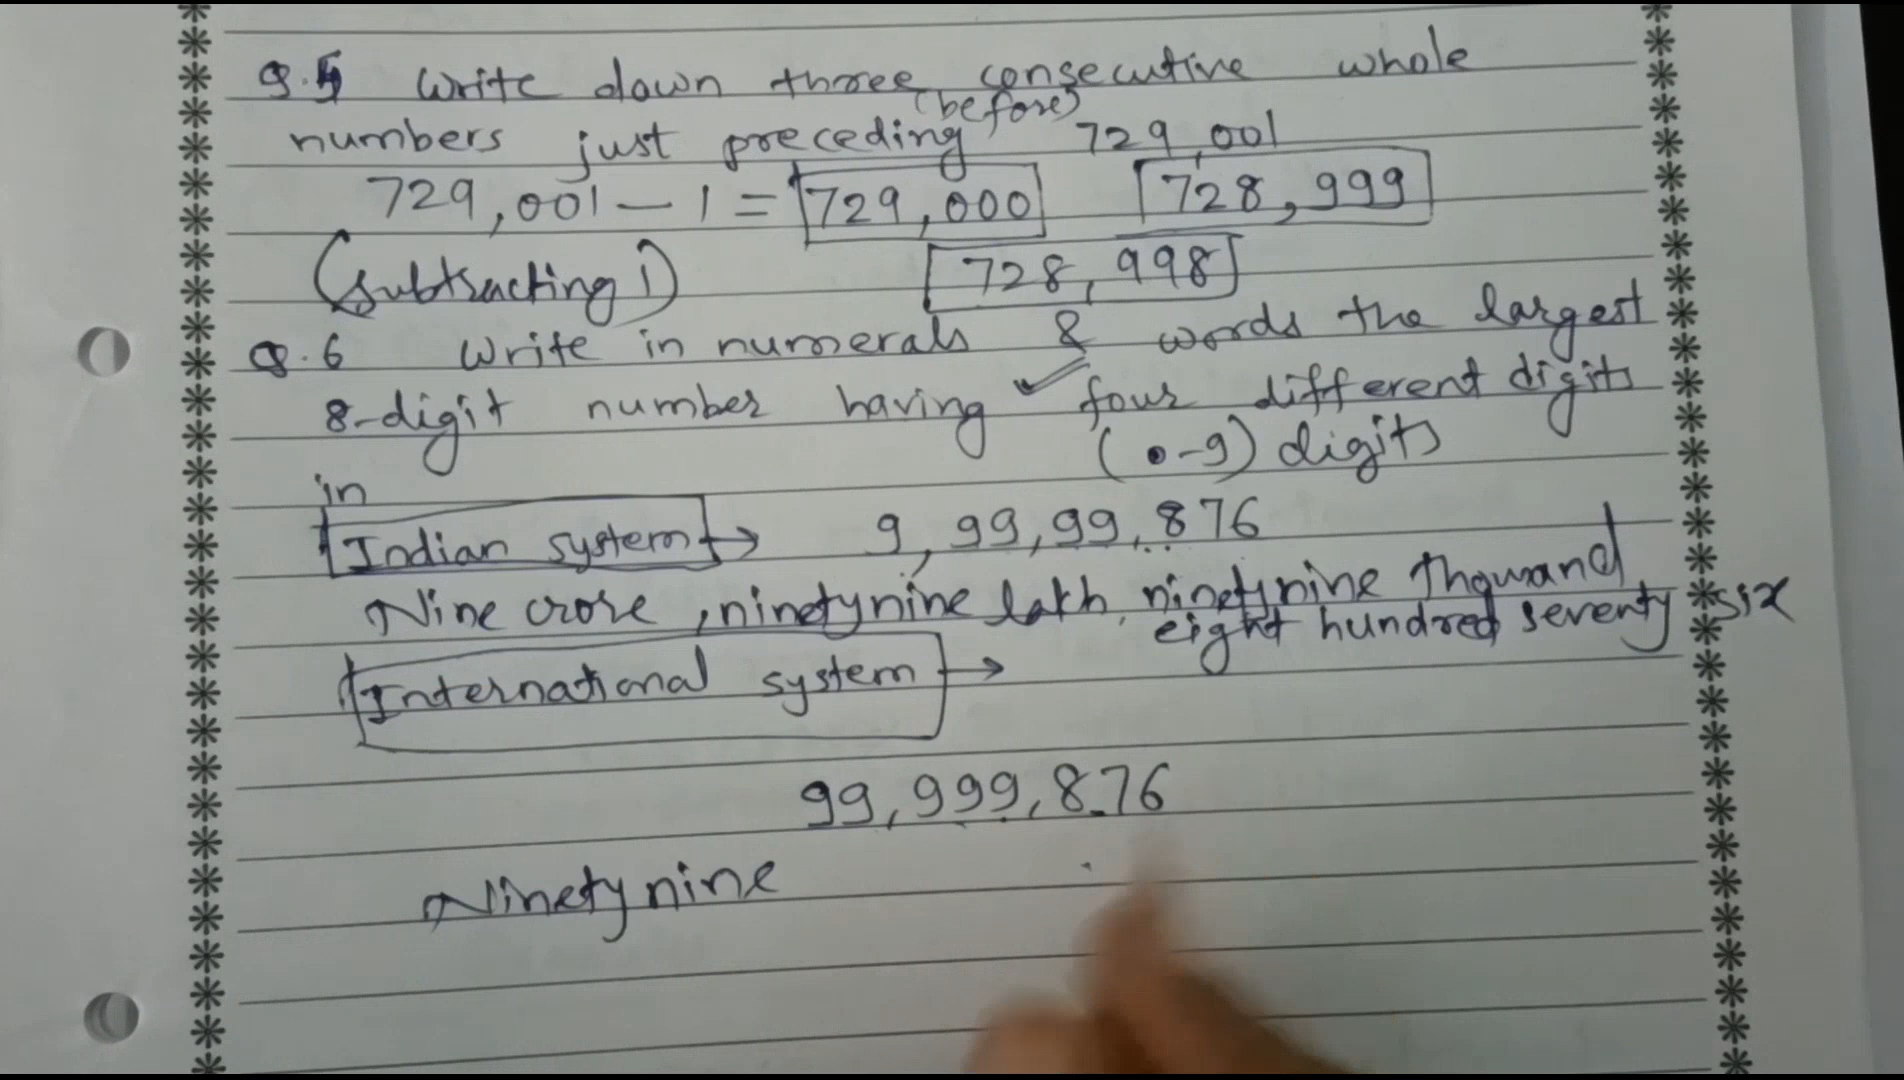 Q.5 Write down three consecutive whole
numbers just preceding (before) 729,001
729,001 - 1 = 729,000 728,999
(subtracting 1) 728,998
Q.6 Write in numerals & words the largest
8-digit number having ✓ four different digits
(0-9) digits
in
Indian system → 9,99,99,876
Nine crore, ninetynine lakh, ninetynine thousand
eight hundred seventy six
International system →
99,999,876
Ninety nine